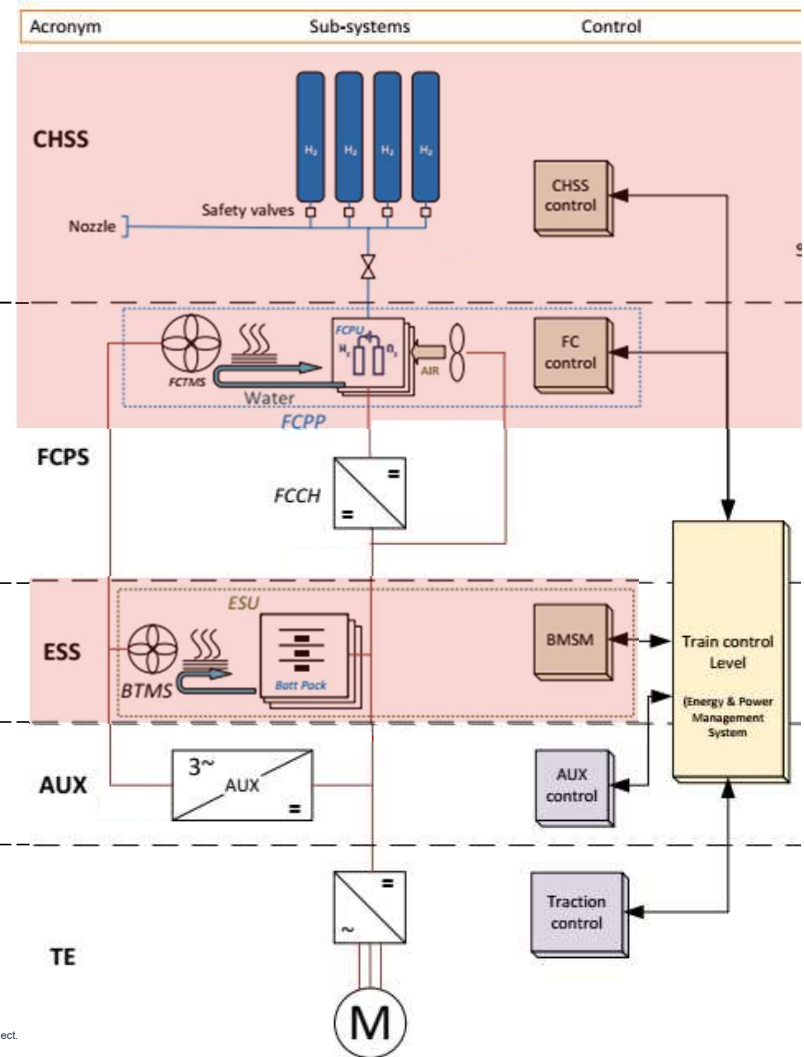 Acronym Sub-systems Control
CHSS
H₂ H₂ H₂ H₂
CHSS
control
Safety valves
Nozzle
S
FCPU
H₂ O₂
AIR
FCTMS
Water
FCPP
FC
control
FCPS
FCCH
=
=
ESU
ESS
BTMS
Batt Pack
BMSM
Train control
Level
(Energy & Power
Management
System
AUX
3~
AUX
=
AUX
control
TE
=
~
Traction
control
M
ect.